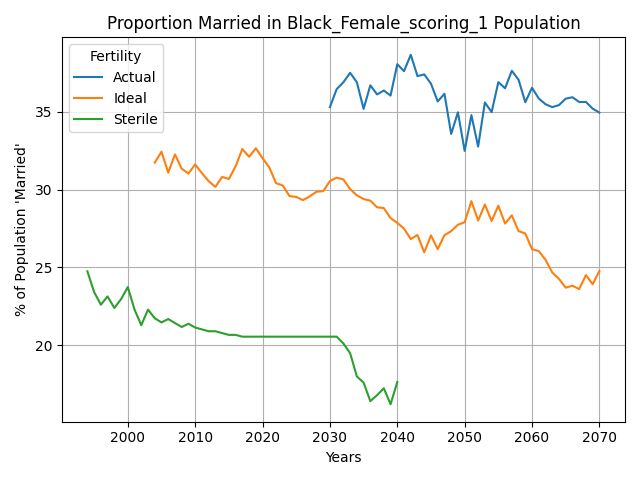 Proportion Married in Black_Female_scoring_1 Population
Fertility
Actual
Ideal
Sterile
% of Population 'Married'
35
30
25
20
2000 2010 2020 2030 2040 2050 2060 2070
Years